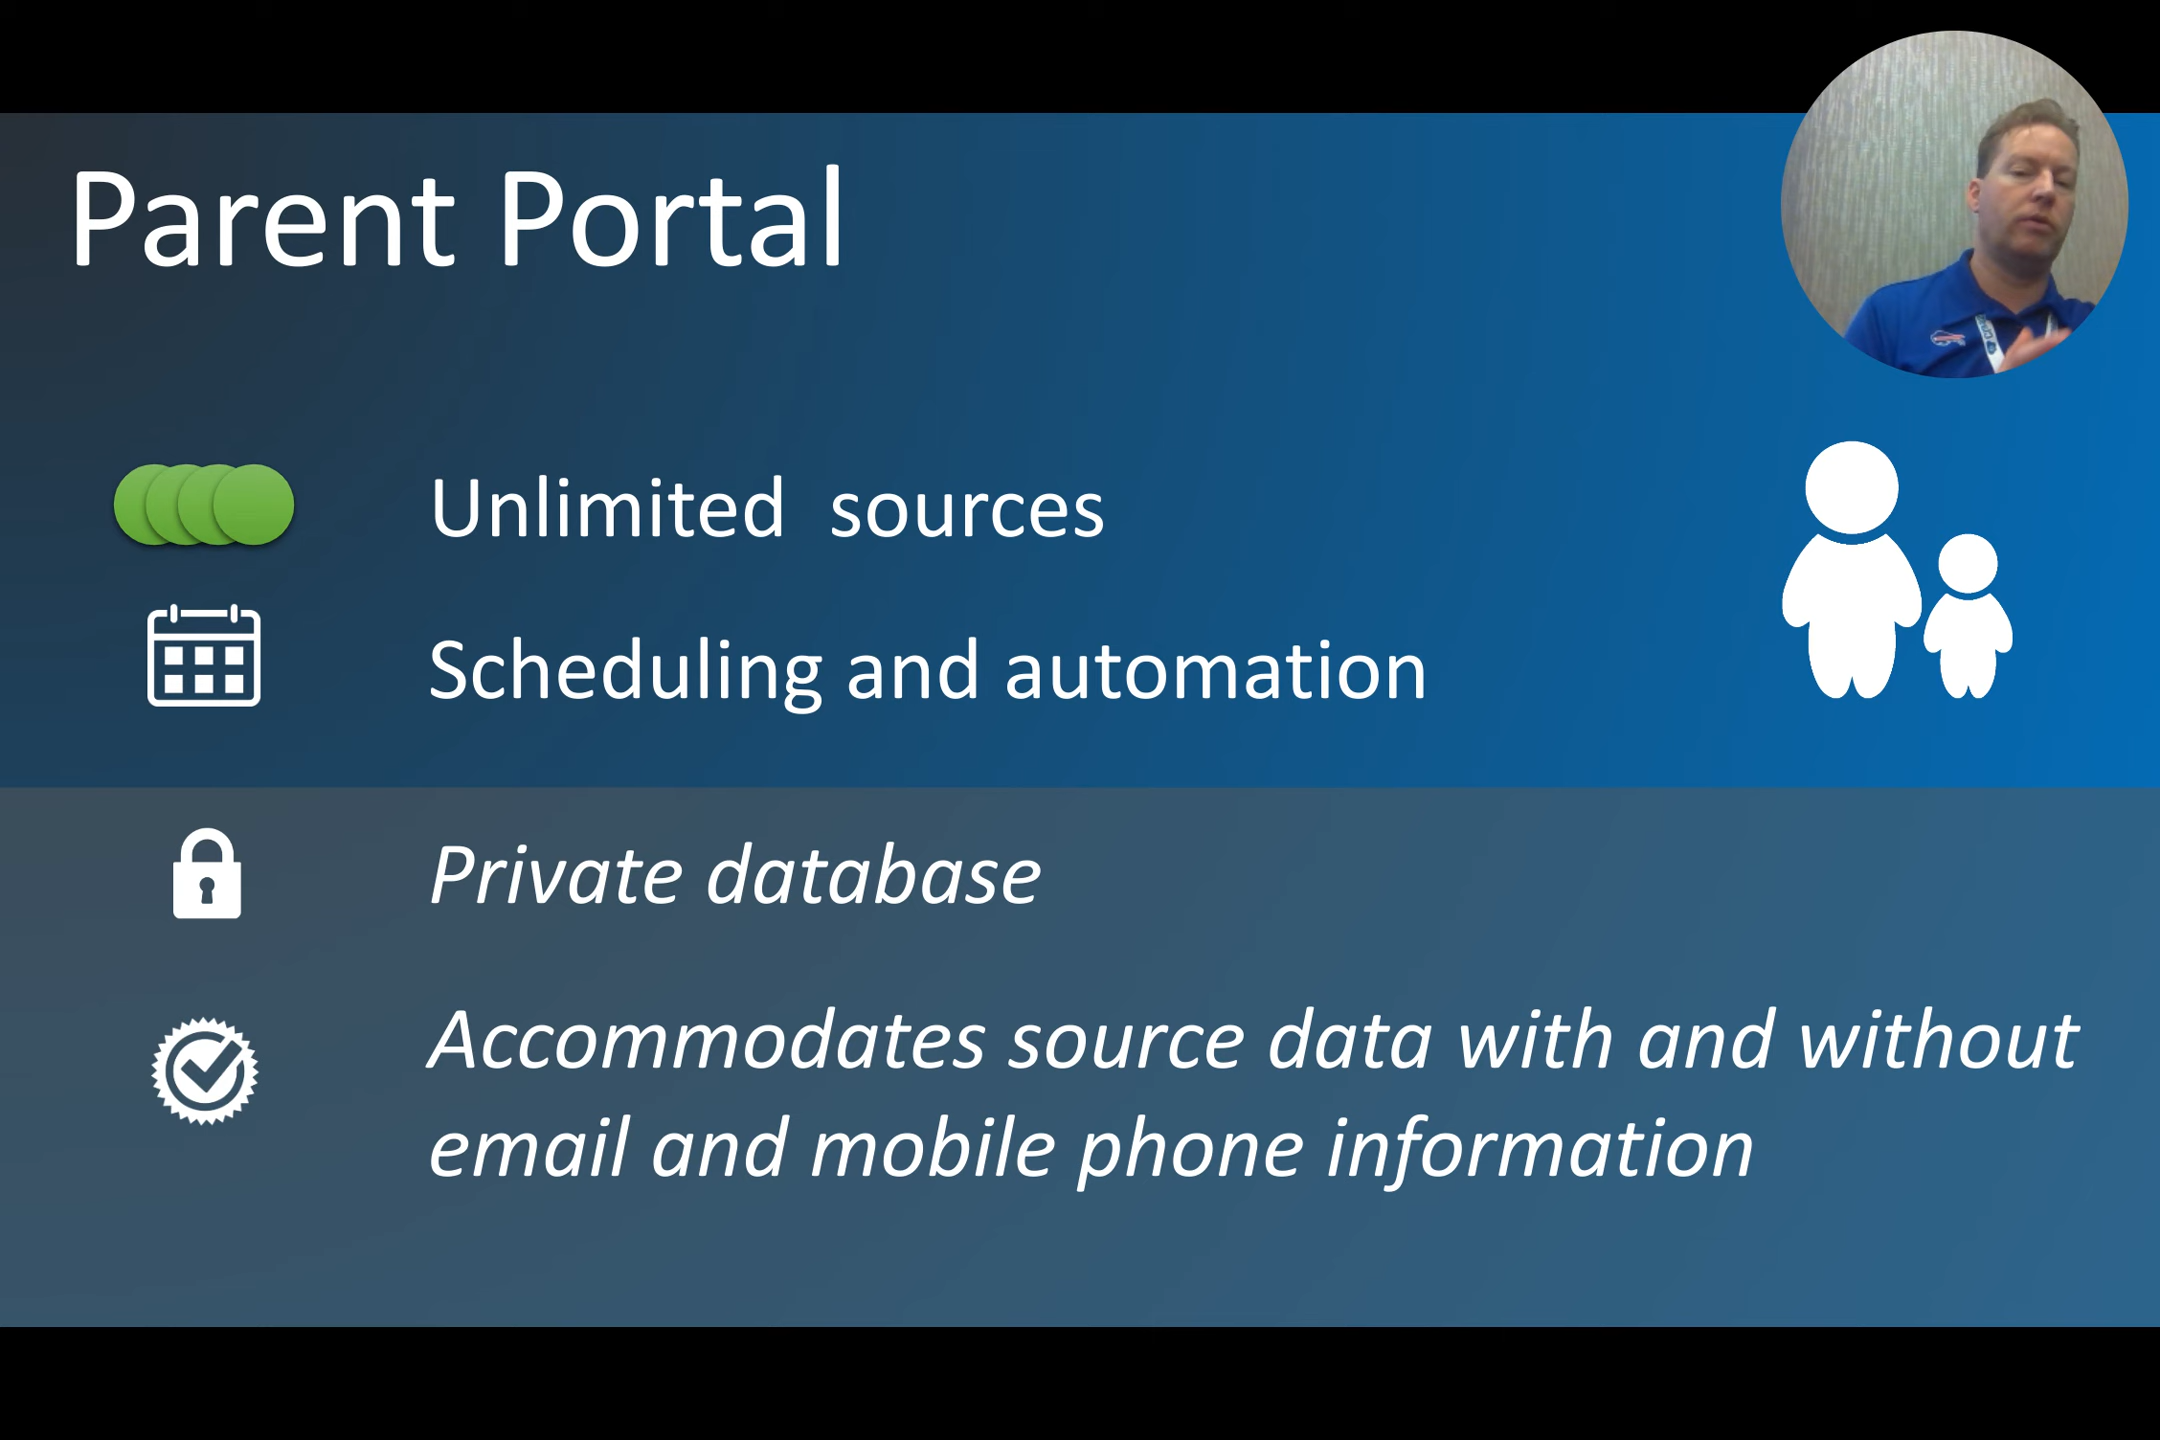 Parent Portal
Unlimited  sources
Scheduling and automation
Private database
Accommodates source data with and without
email and mobile phone information